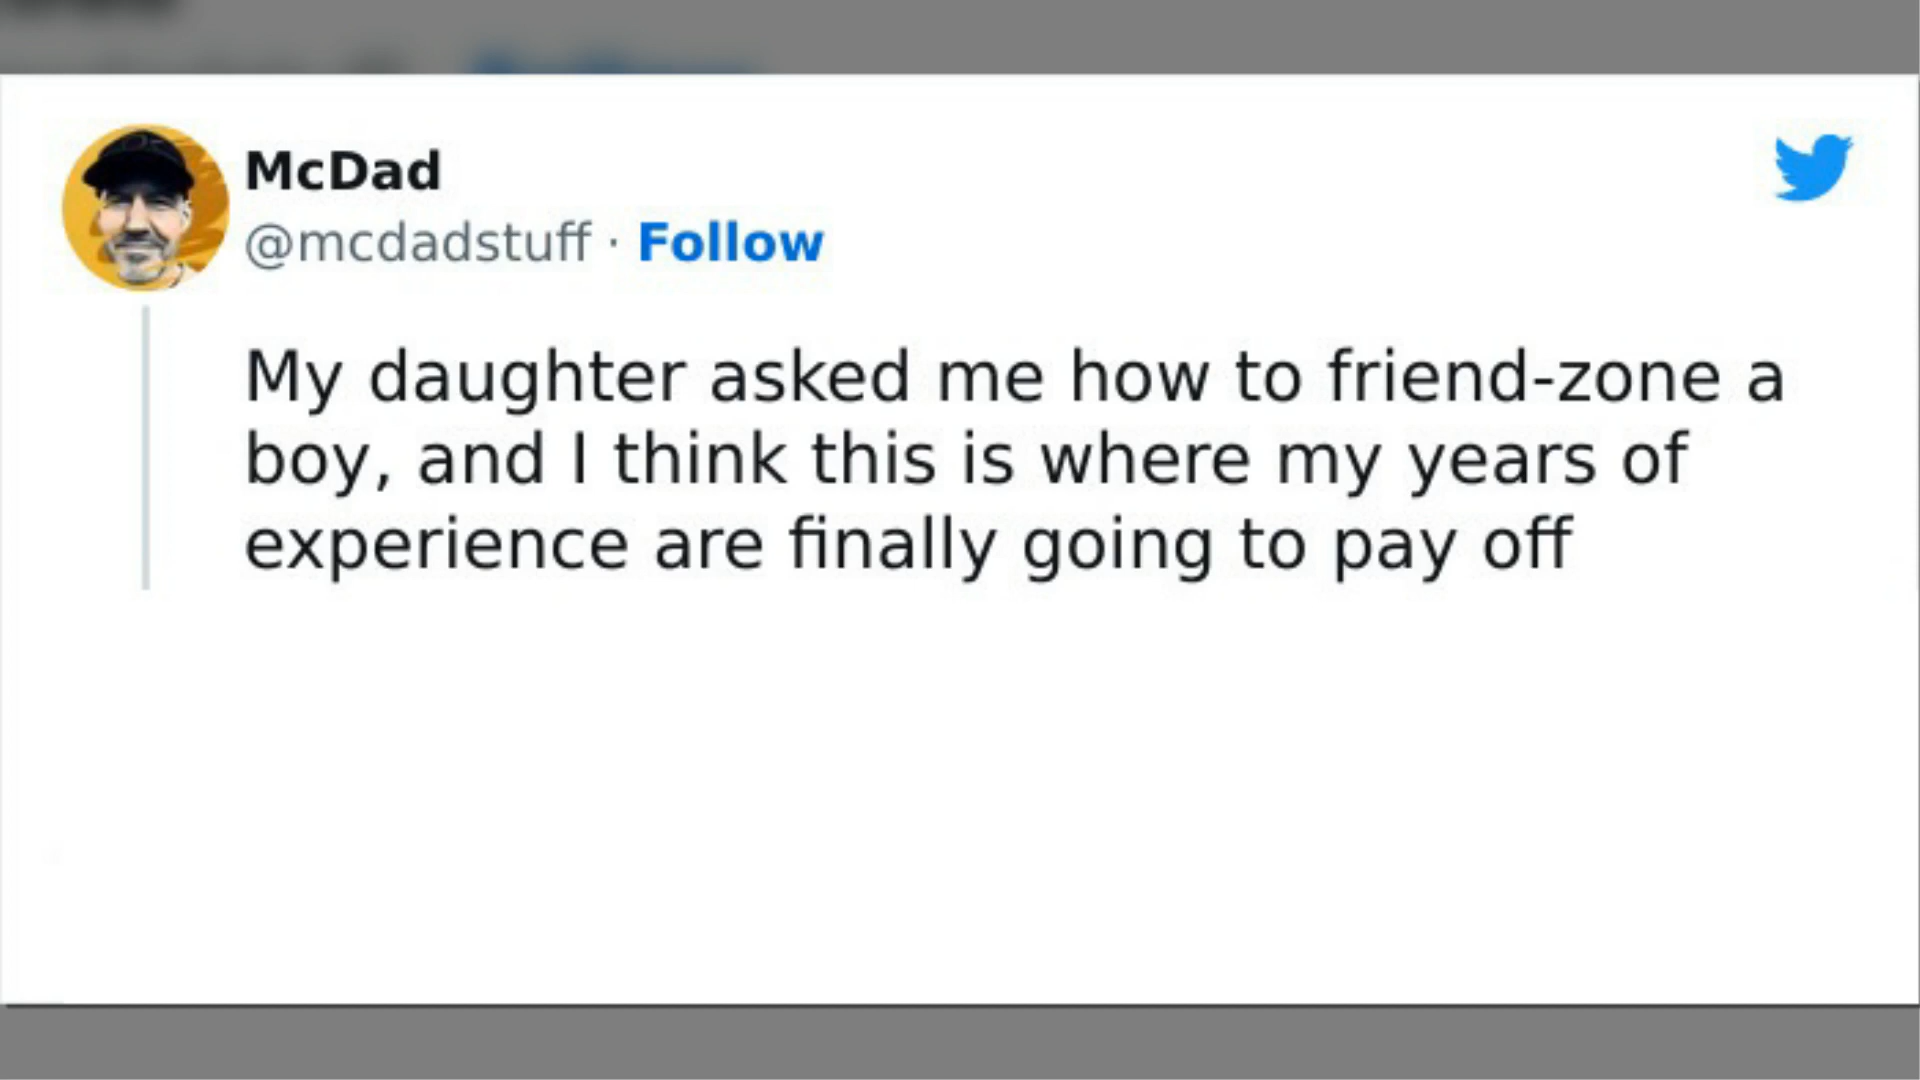 McDad
@mcdadstuff · Follow
My daughter asked me how to friend-zone a
boy, and I think this is where my years of
experience are finally going to pay off